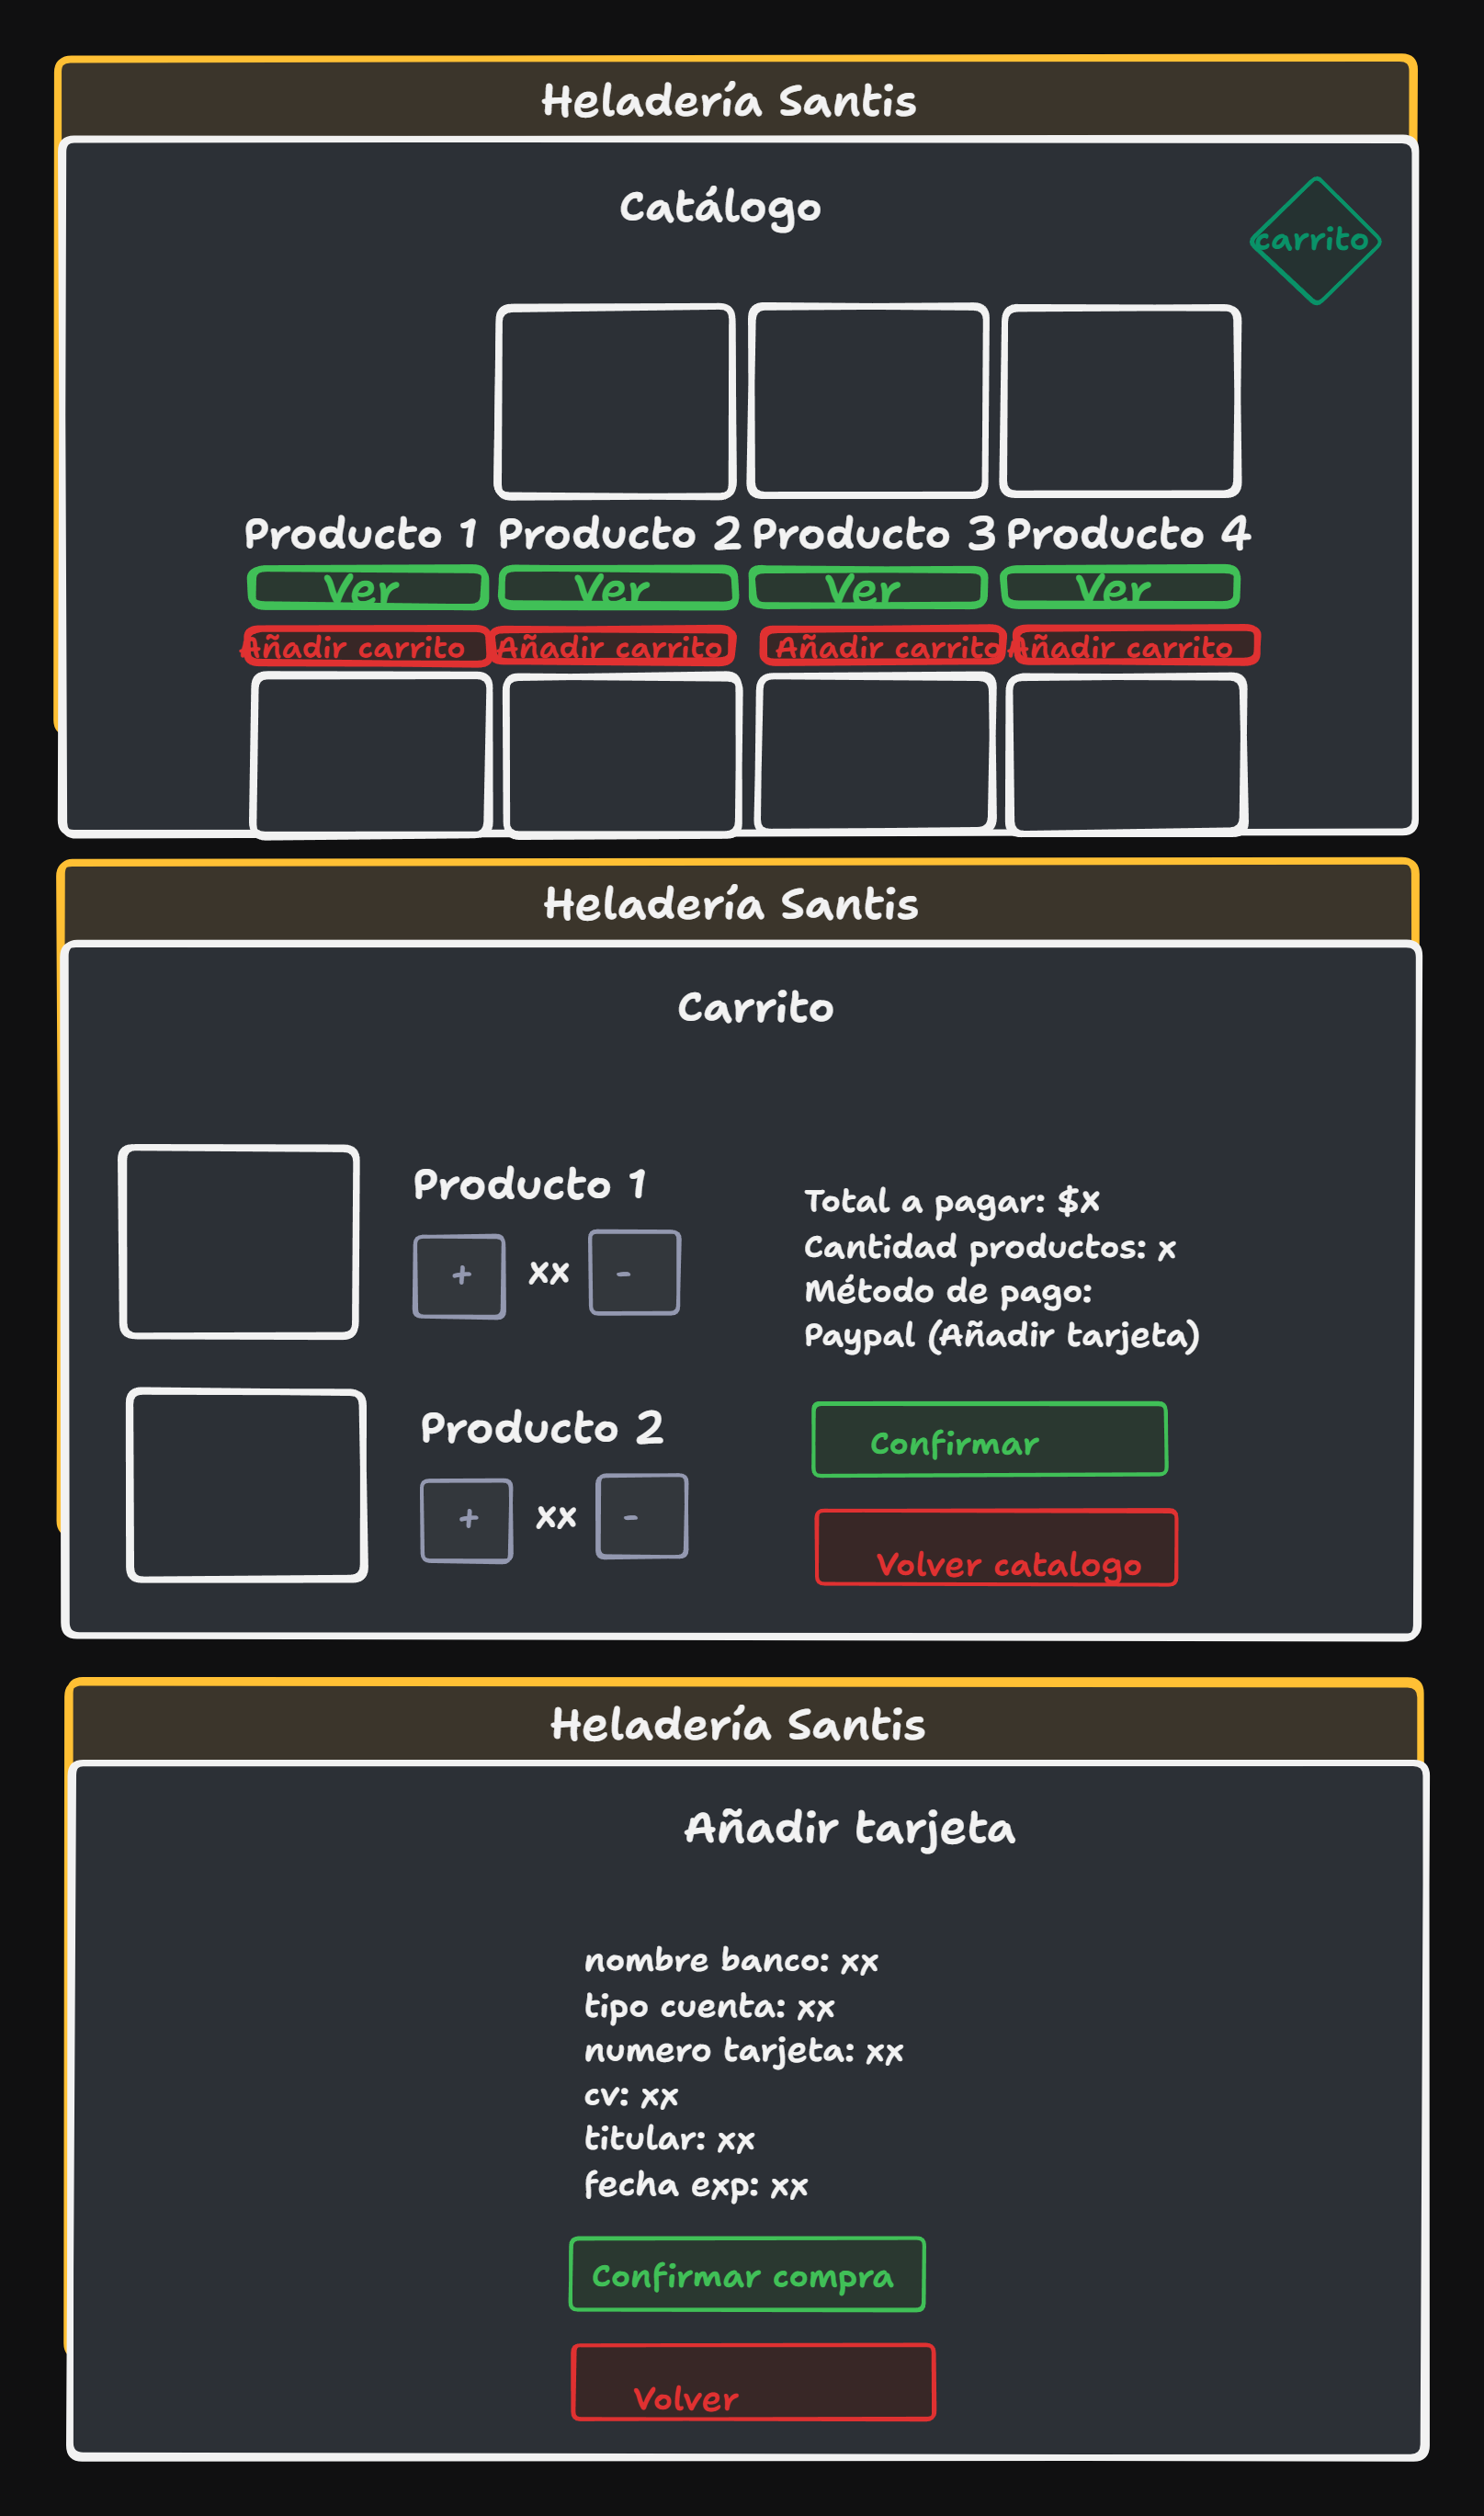 Heladería Santis
Catálogo
carrito
Producto 1 Producto 2 Producto 3 Producto 4
Ver Ver Ver Ver
Añadir carrito Añadir carrito Añadir carrito Añadir carrito
Heladería Santis
Carrito
Producto 1
+ xx -
Total a pagar: $x
Cantidad productos: x
Método de pago:
Paypal (Añadir tarjeta)
Producto 2
+ xx -
Confirmar
Volver catalogo
Heladería Santis
Añadir tarjeta
nombre banco: xx
tipo cuenta: xx
numero tarjeta: xx
cv: xx
titular: xx
fecha exp: xx
Confirmar compra
Volver